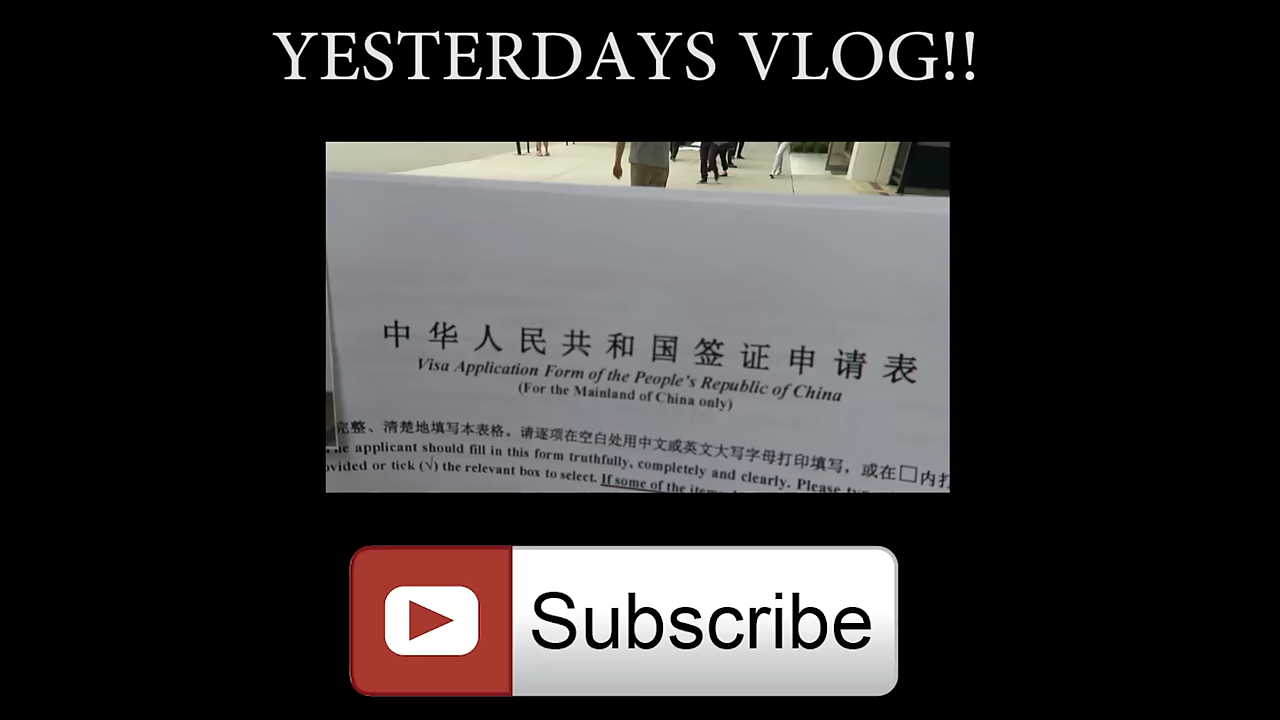 YESTERDAYS VLOG!!
中华人民共和国签证申请表
Visa Application Form of the People's Republic of China
(For the Mainland of China only)
完整、清楚地填写本表格。请逐项在空白处用中文或英文大写字母打印填写，或在□内打
applicant should fill in this form truthfully, completely and clearly. Please
or tick (√) the relevant box to select. If some of the
Subscribe